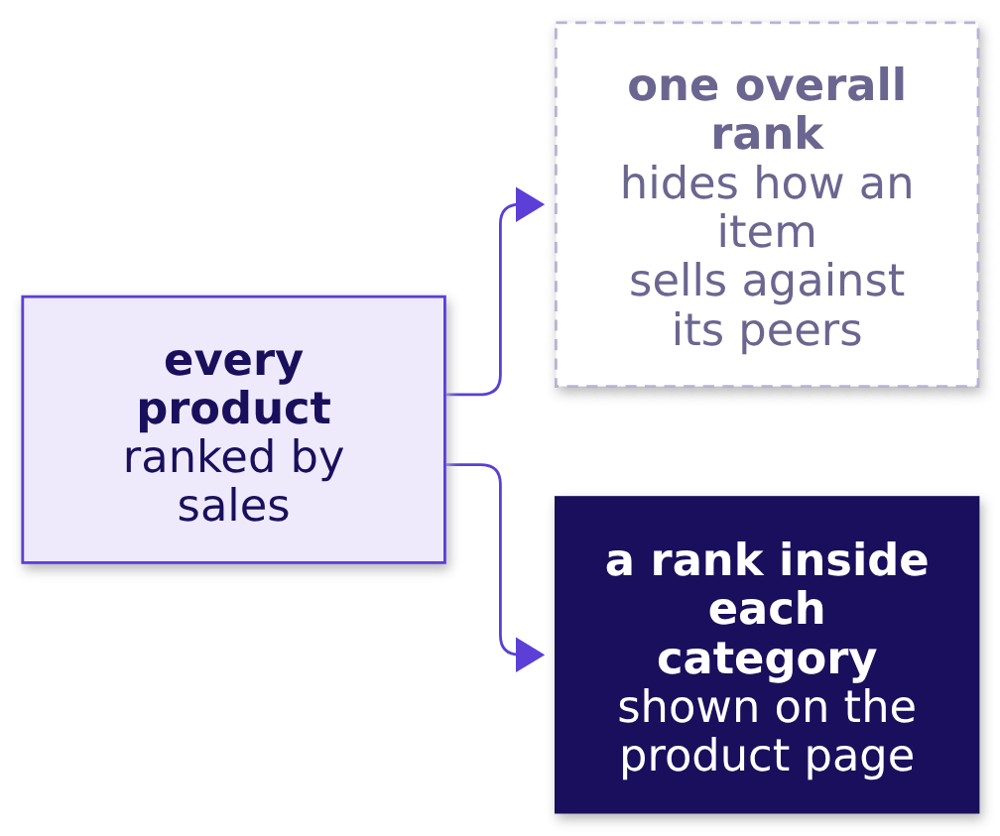 every
product
ranked by
sales
one overall
rank
hides how an
item
sells against
its peers
a rank inside
each
category
shown on the
product page